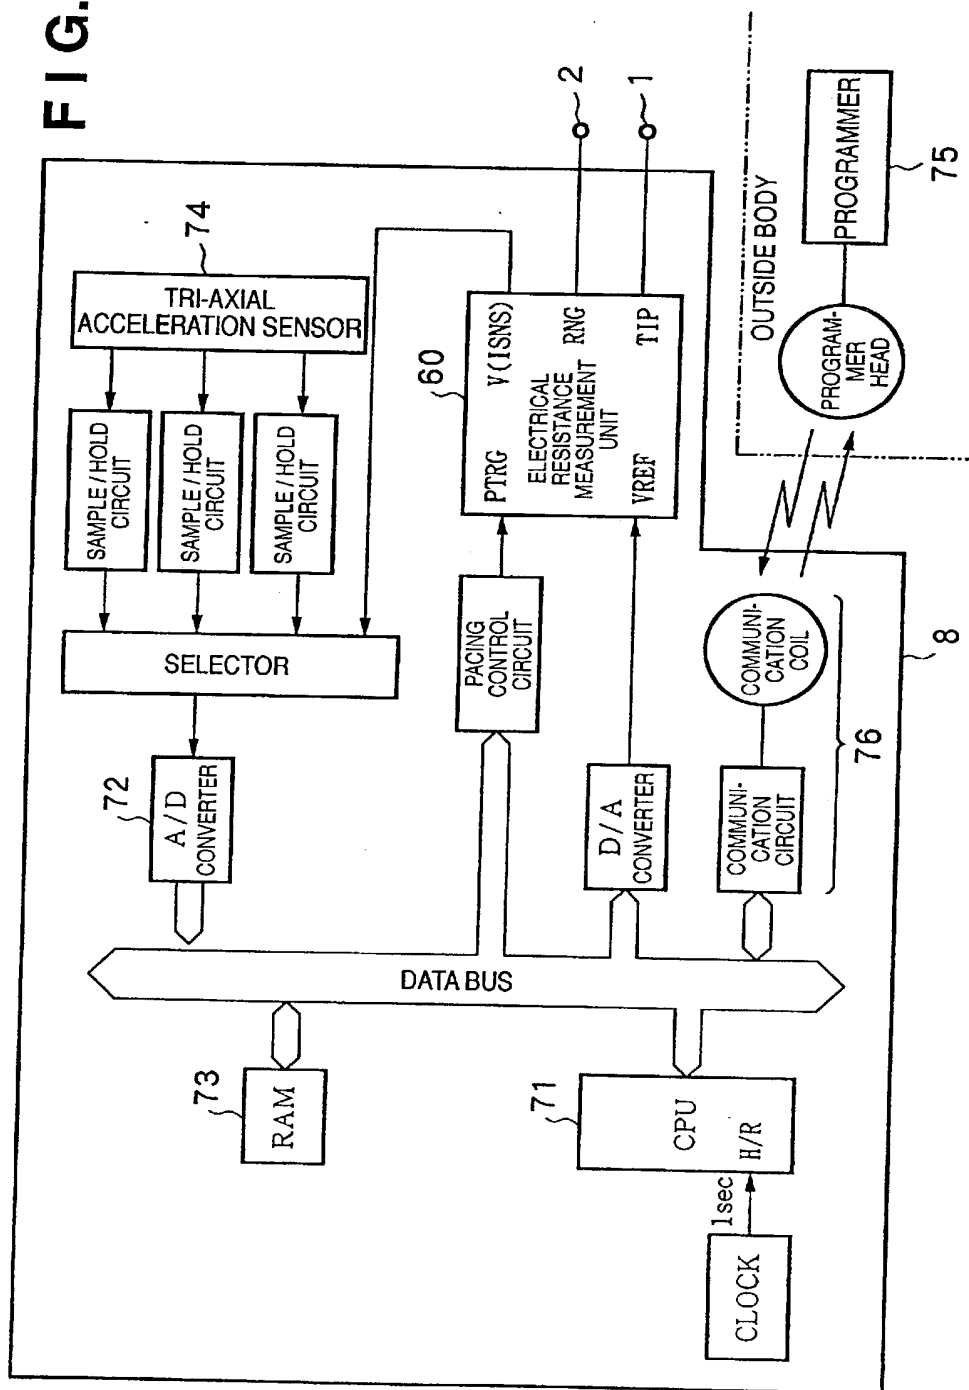 FIG.
74
TRI-AXIAL
ACCELERATION SENSOR
SAMPLE/HOLD
CIRCUIT
SAMPLE/HOLD
CIRCUIT
SAMPLE/HOLD
CIRCUIT
SELECTOR
72
A/D
CONVERTER
73
RAM
DATA BUS
60
PTRG
V(ISNS)
ELECTRICAL
RESISTANCE
MEASUREMENT
UNIT
RNG
VREF
TIP
2
1
PACING
CONTROL
CIRCUIT
D/A
CONVERTER
71
CPU
H/R
1sec
CLOCK
COMMUNI-
CATION
CIRCUIT
COMMUNI-
CATION
COIL
76
8
OUTSIDE BODY
PROGRAM-
MER
HEAD
PROGRAMMER
75